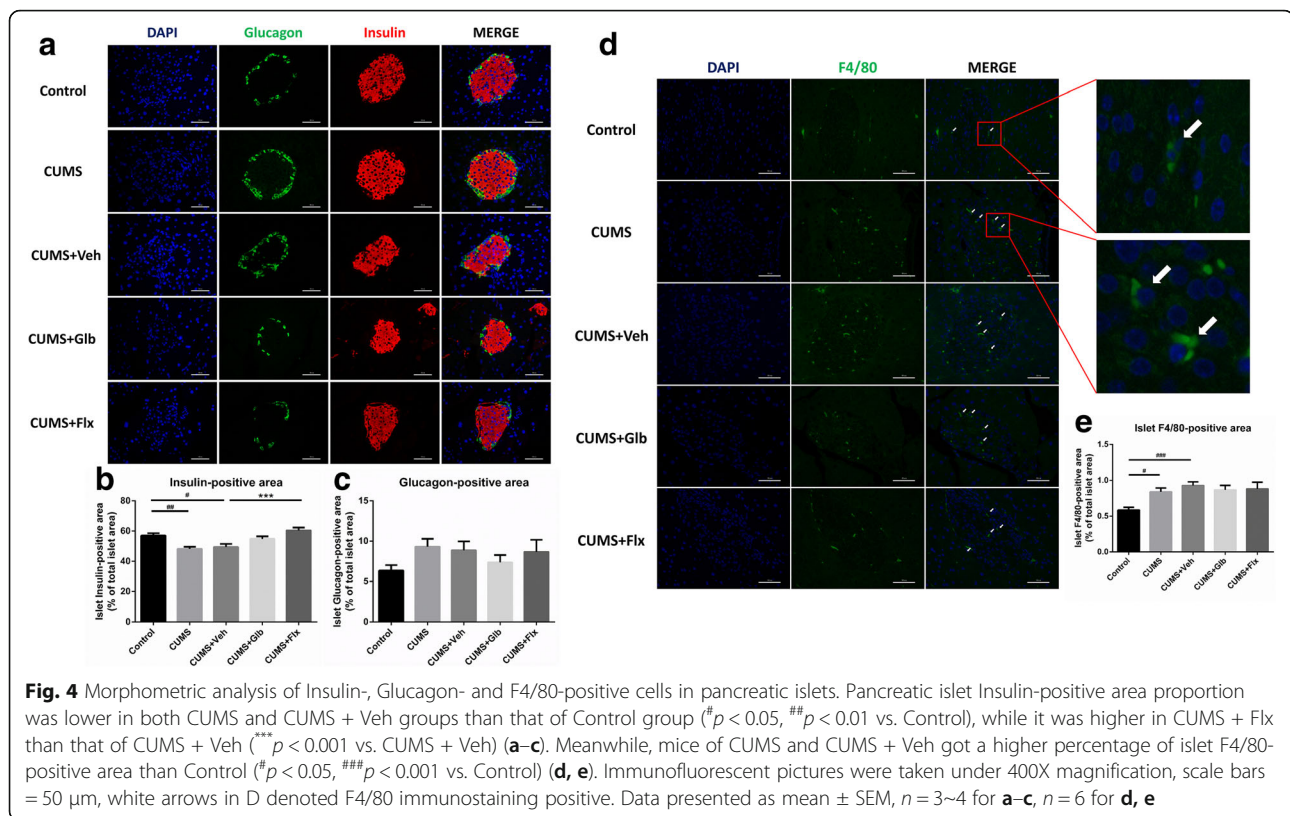 a
DAPI Glucagon Insulin MERGE
Control
CUMS
CUMS+Veh
CUMS+Glb
CUMS+Flx
b
Insulin-positive area
Islet Insulin-positive area
(% of total islet area)
80
60
40
20
0
# 
##
***
Control
CUMS
CUMS+Veh
CUMS+Glb
CUMS+Flx
c
Glucagon-positive area
Islet Glucagon-positive area
(% of total islet area)
15
10
5
0
Control
CUMS
CUMS+Veh
CUMS+Glb
CUMS+Flx
d
DAPI F4/80 MERGE
Control
CUMS
CUMS+Veh
CUMS+Glb
CUMS+Flx
e
Islet F4/80-positive area
Islet F4/80-positive area
(% of total islet area)
1.5
1.0
0.5
0.0
###
#
Control
CUMS
CUMS+Veh
CUMS+Glb
CUMS+Flx
Fig. 4 Morphometric analysis of Insulin-, Glucagon- and F4/80-positive cells in pancreatic islets. Pancreatic islet Insulin-positive area proportion
was lower in both CUMS and CUMS + Veh groups than that of Control group (#p < 0.05, ##p < 0.01 vs. Control), while it was higher in CUMS + Flx
than that of CUMS + Veh (***p < 0.001 vs. CUMS + Veh) (a–c). Meanwhile, mice of CUMS and CUMS + Veh got a higher percentage of islet F4/80-
positive area than Control (#p < 0.05, ###p < 0.001 vs. Control) (d, e). Immunofluorescent pictures were taken under 400X magnification, scale bars
= 50 μm, white arrows in D denoted F4/80 immunostaining positive. Data presented as mean ± SEM, n = 3~4 for a–c, n = 6 for d, e